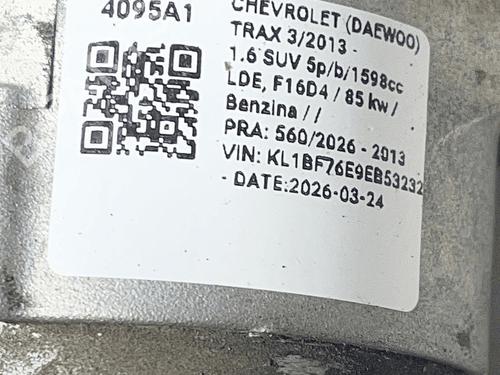 4095A1
CHEVROLET (DAEWOO)
TRAX 3/2013 -
1.6 SUV 5p/b/1598cc
LDE, F16D4 / 85 kw /
Benzina / /
PRA: 560/2026 - 2013
VIN: KL1BF76E9EB53232
- DATE:2026-03-24